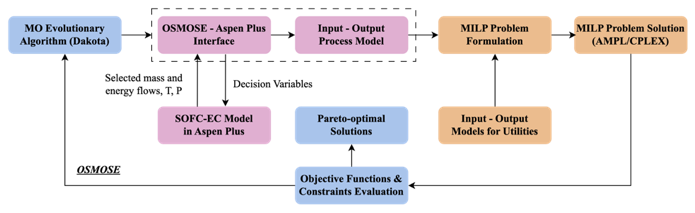 MO Evolutionary
Algorithm (Dakota)
OSMOSE - Aspen Plus
Interface
Input - Output
Process Model
MILP Problem
Formulation
MILP Problem Solution
(AMPL/CPLEX)
Selected mass and
energy flows, T, P
Decision Variables
SOFC-EC Model
in Aspen Plus
Pareto-optimal
Solutions
Input - Output
Models for Utilities
OSMOSE
Objective Functions &
Constraints Evaluation